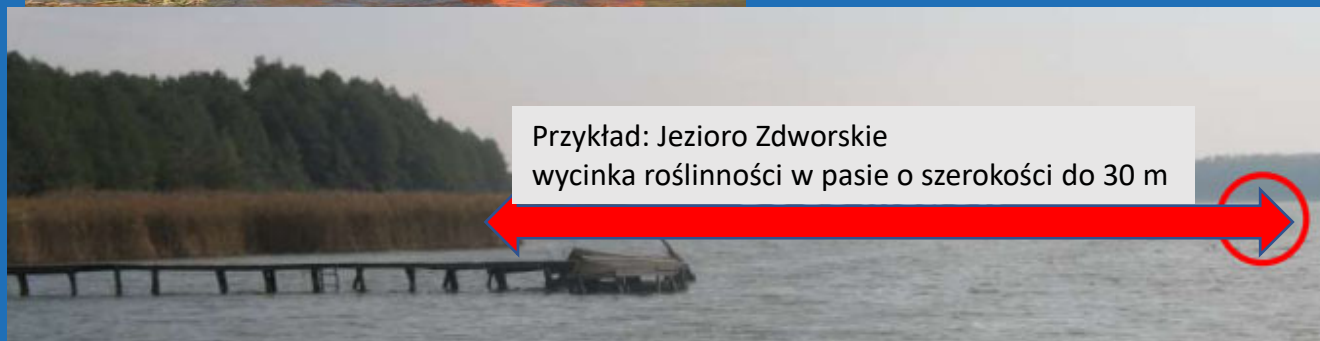 Przykład: Jezioro Zdworskie
wycinka roślinności w pasie o szerokości do 30 m